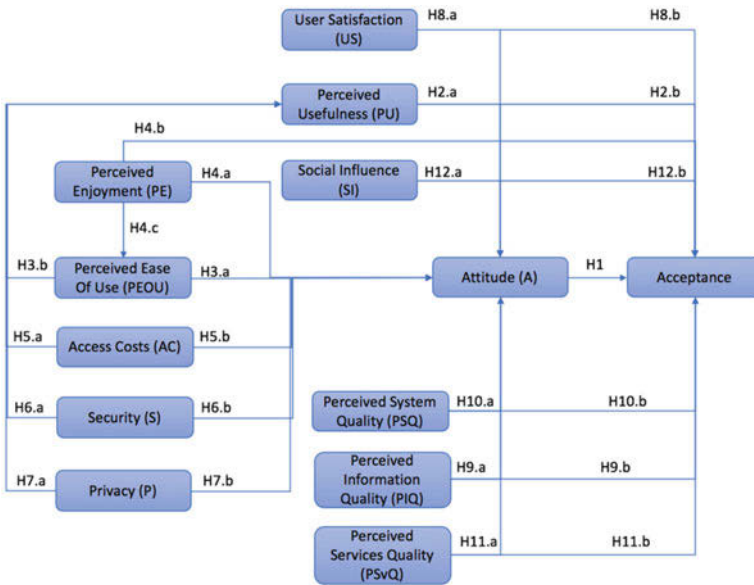 User Satisfaction
(US)
H8.a
H8.b
Perceived
Usefulness (PU)
H2.a
H2.b
H4.b
Perceived
Enjoyment (PE)
H4.a
Social Influence
(SI)
H12.a
H12.b
H4.c
H3.b
Perceived Ease
Of Use (PEOU)
H3.a
Attitude (A)
H1
Acceptance
H5.a
Access Costs (AC)
H5.b
H6.a
Security (S)
H6.b
Perceived System
Quality (PSQ)
H10.a
H10.b
H7.a
Privacy (P)
H7.b
Perceived
Information
Quality (PIQ)
H9.a
H9.b
Perceived
Services Quality
(PSvQ)
H11.a
H11.b